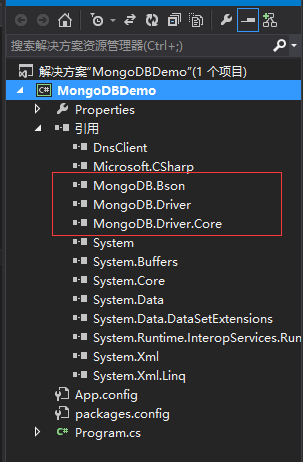 搜索解决方案资源管理器(Ctrl+;)
解决方案“MongoDBDemo”(1 个项目)
C# MongoDBDemo
Properties
引用
DnsClient
Microsoft.CSharp
MongoDB.Bson
MongoDB.Driver
MongoDB.Driver.Core
System
System.Buffers
System.Core
System.Data
System.Data.DataSetExtensions
System.Runtime.InteropServices.Run
System.Xml
System.Xml.Linq
App.config
packages.config
C# Program.cs